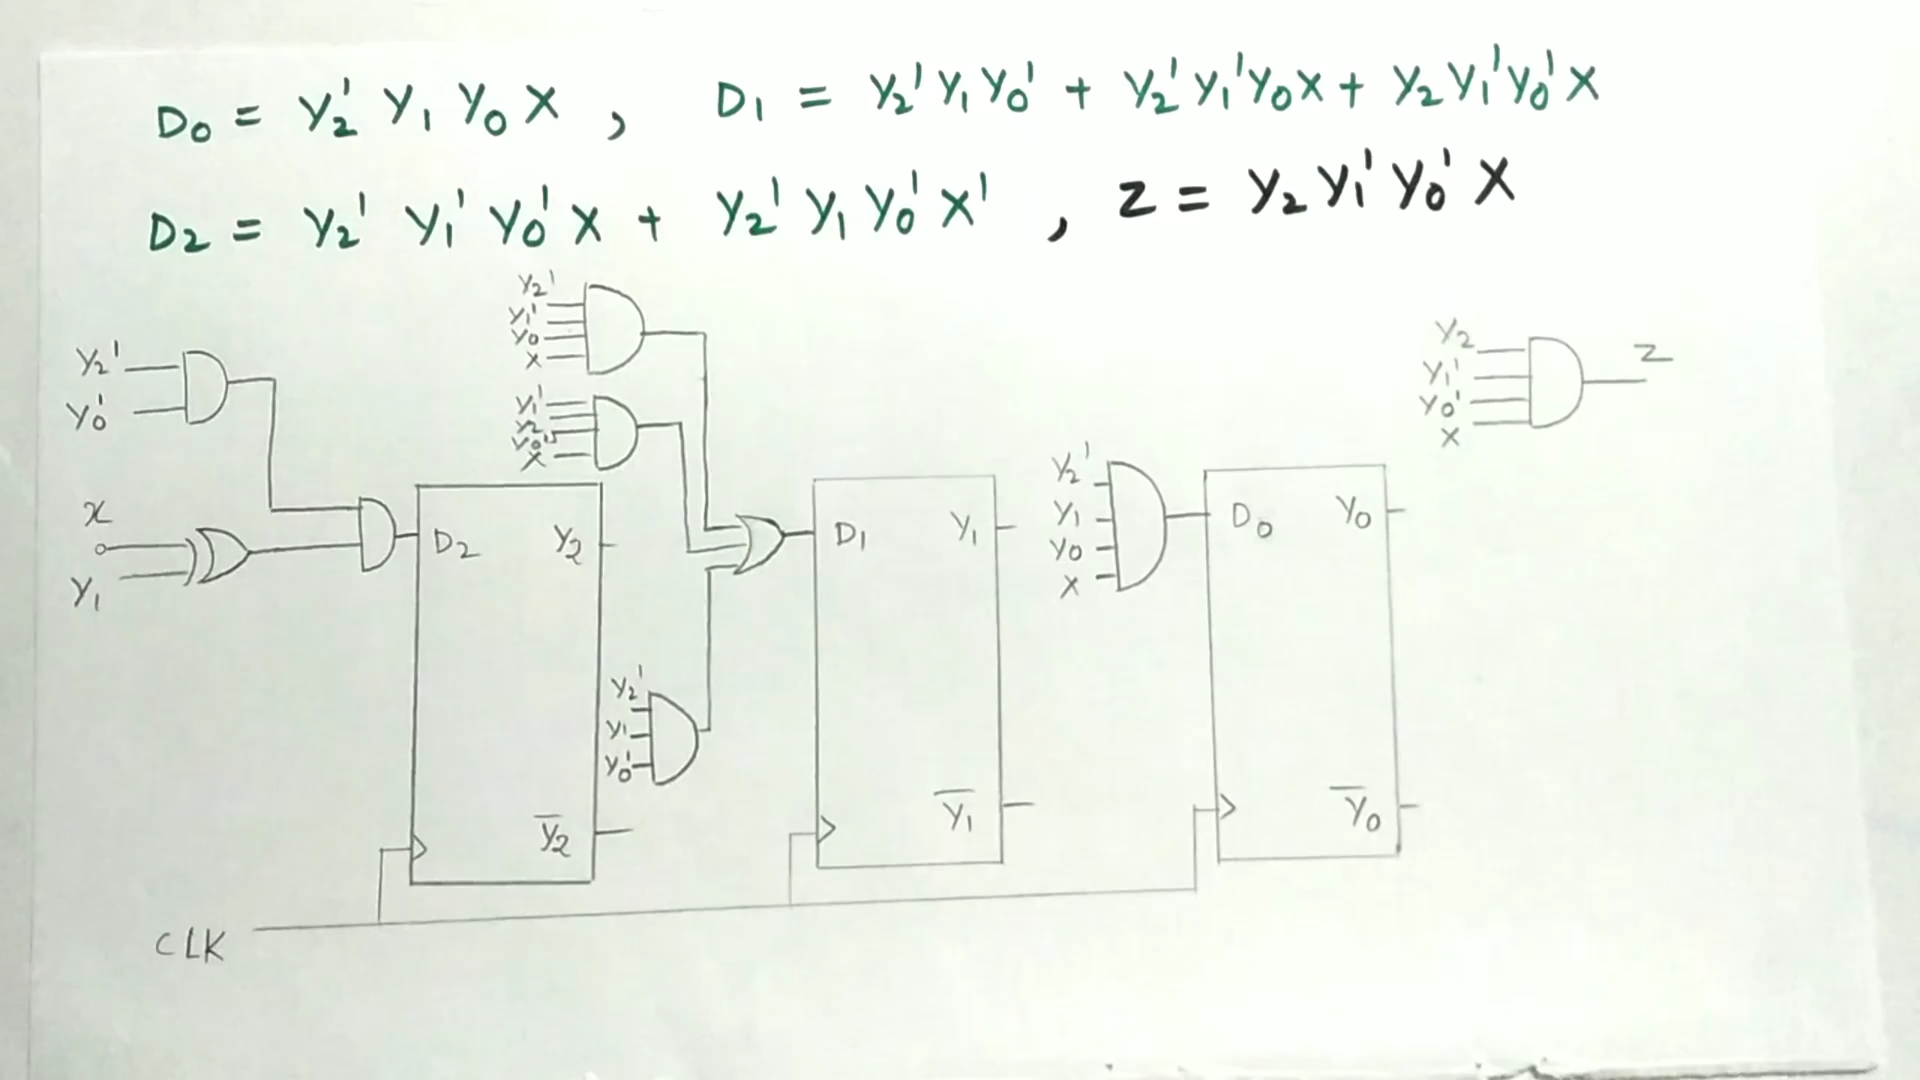 D0 = Y2' Y1 Y0 X , D1 = Y2' Y1 Y0' + Y2' Y1' Y0 X + Y2 Y1' Y0' X
D2 = Y2' Y1' Y0' X + Y2' Y1 Y0' X' , Z = Y2 Y1' Y0' X
Y2'
Y1'
Y0
X
Y2'
Y0'
Y1'
Y2
Y0'
X
Y2
Y1'
Y0'
X
Z
x
Y1
D2
Y2
Y2
D1
Y1
Y1
Y2'
Y1
Y0
X
D0
Y0
Y0
Y2'
Y1
Y0'
CLK